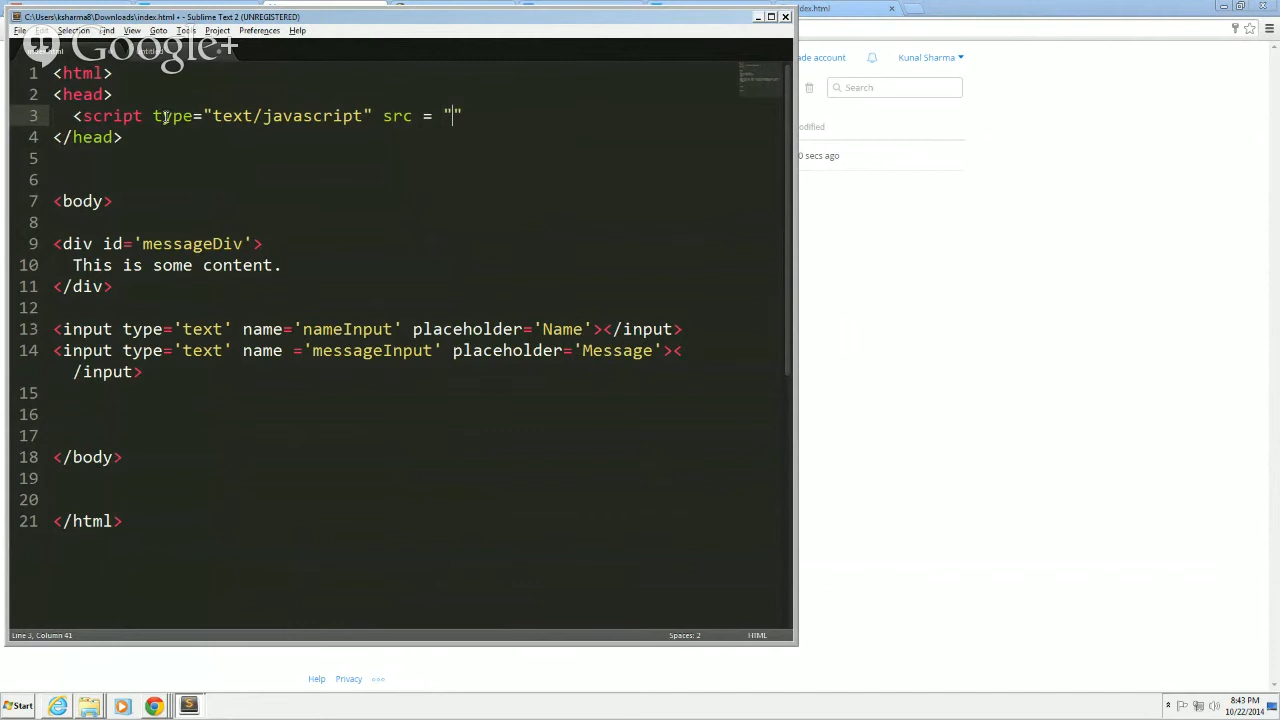 C:\Users\ksharma8\Downloads\index.html • - Sublime Text 2 (UNREGISTERED)
dex.html
File Edit Selection Find View Goto Tools Project Preferences Help
Google+
index.html untitled
1 <html>
2 <head>
3 <script type="text/javascript" src = ""
4 </head>
5
6
7 <body>
8
9 <div id='messageDiv'>
10 This is some content.
11 </div>
12
13 <input type='text' name='nameInput' placeholder='Name'></input>
14 <input type='text' name ='messageInput' placeholder='Message'><
/input>
15
16
17
18 </body>
19
20
21 </html>
Line 3, Column 41 Spaces: 2 HTML
ade account Kunal Sharma
Search
odified
0 secs ago
Help Privacy
Start 8:43 PM
10/22/2014